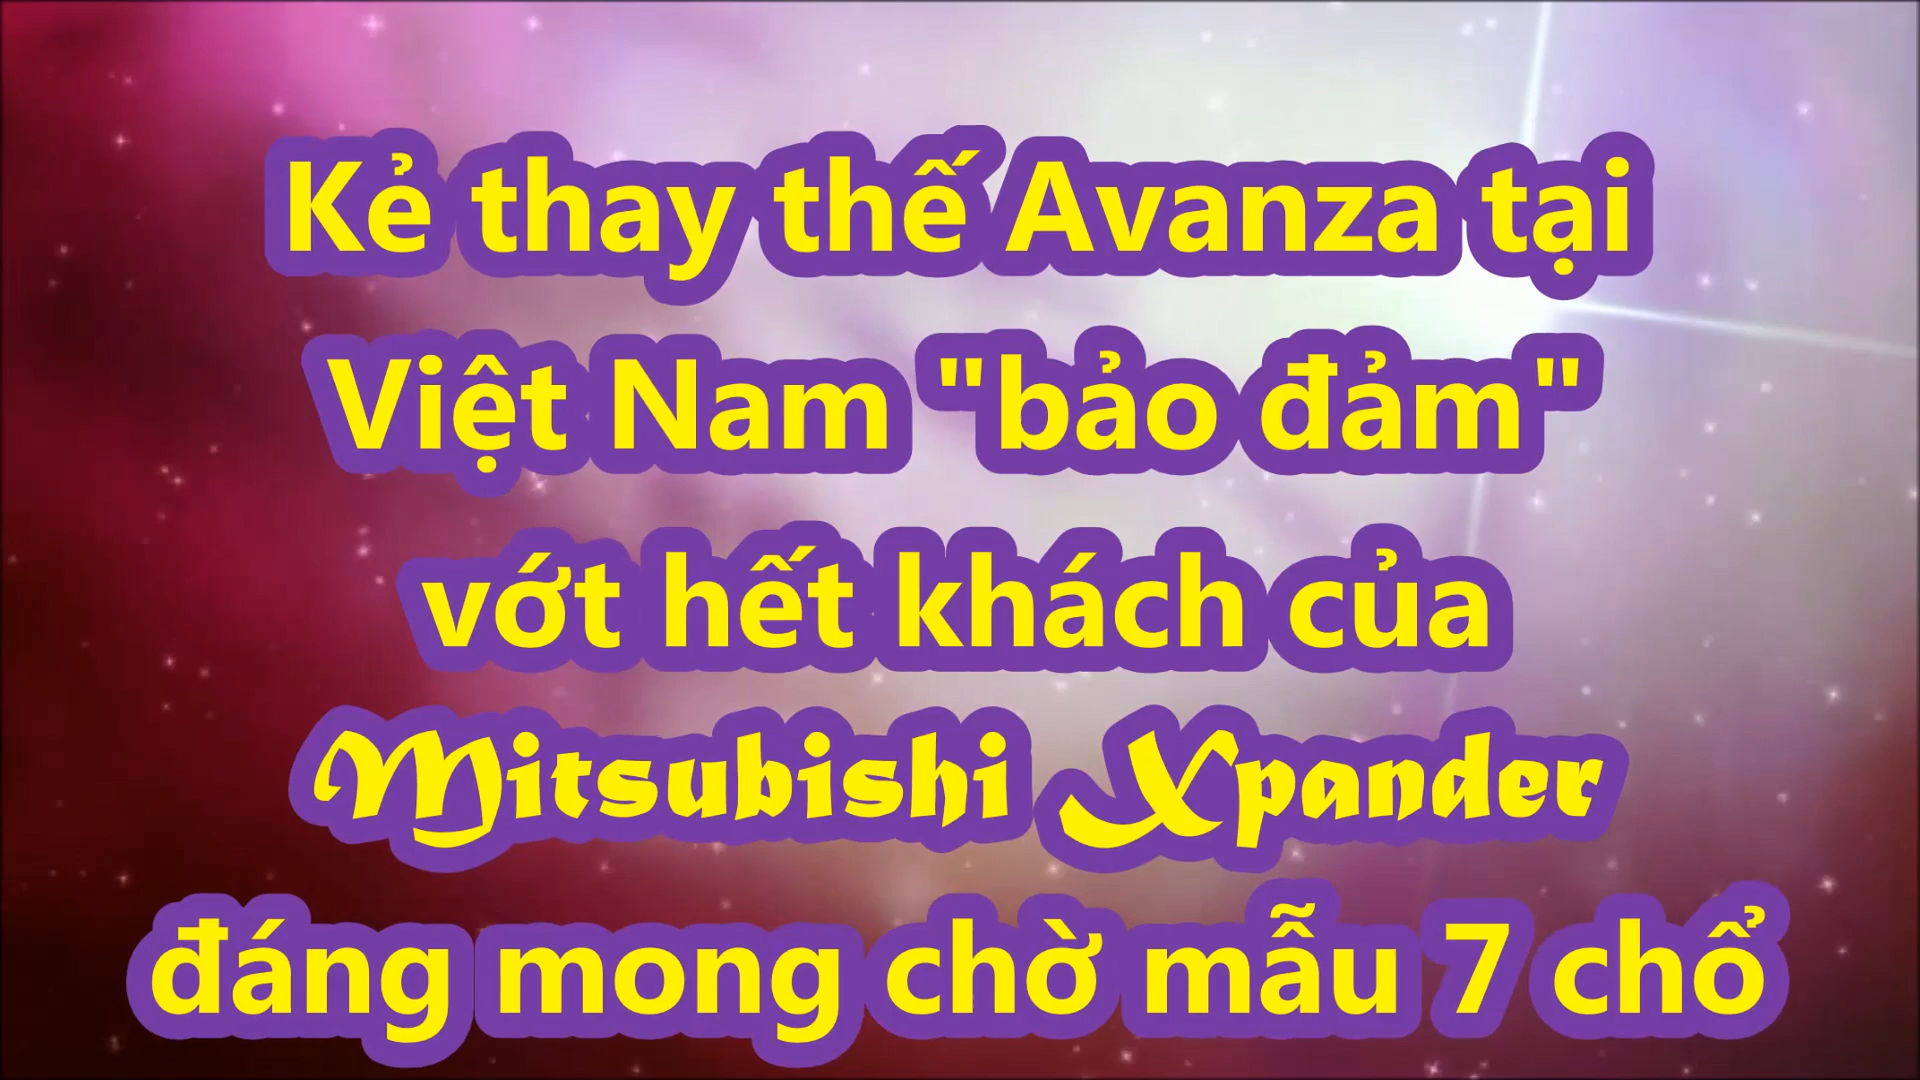 Kẻ thay thế Avanza tại
Việt Nam "bảo đảm"
vớt hết khách của
Mitsubishi Xpander
đáng mong chờ mẫu 7 chổ